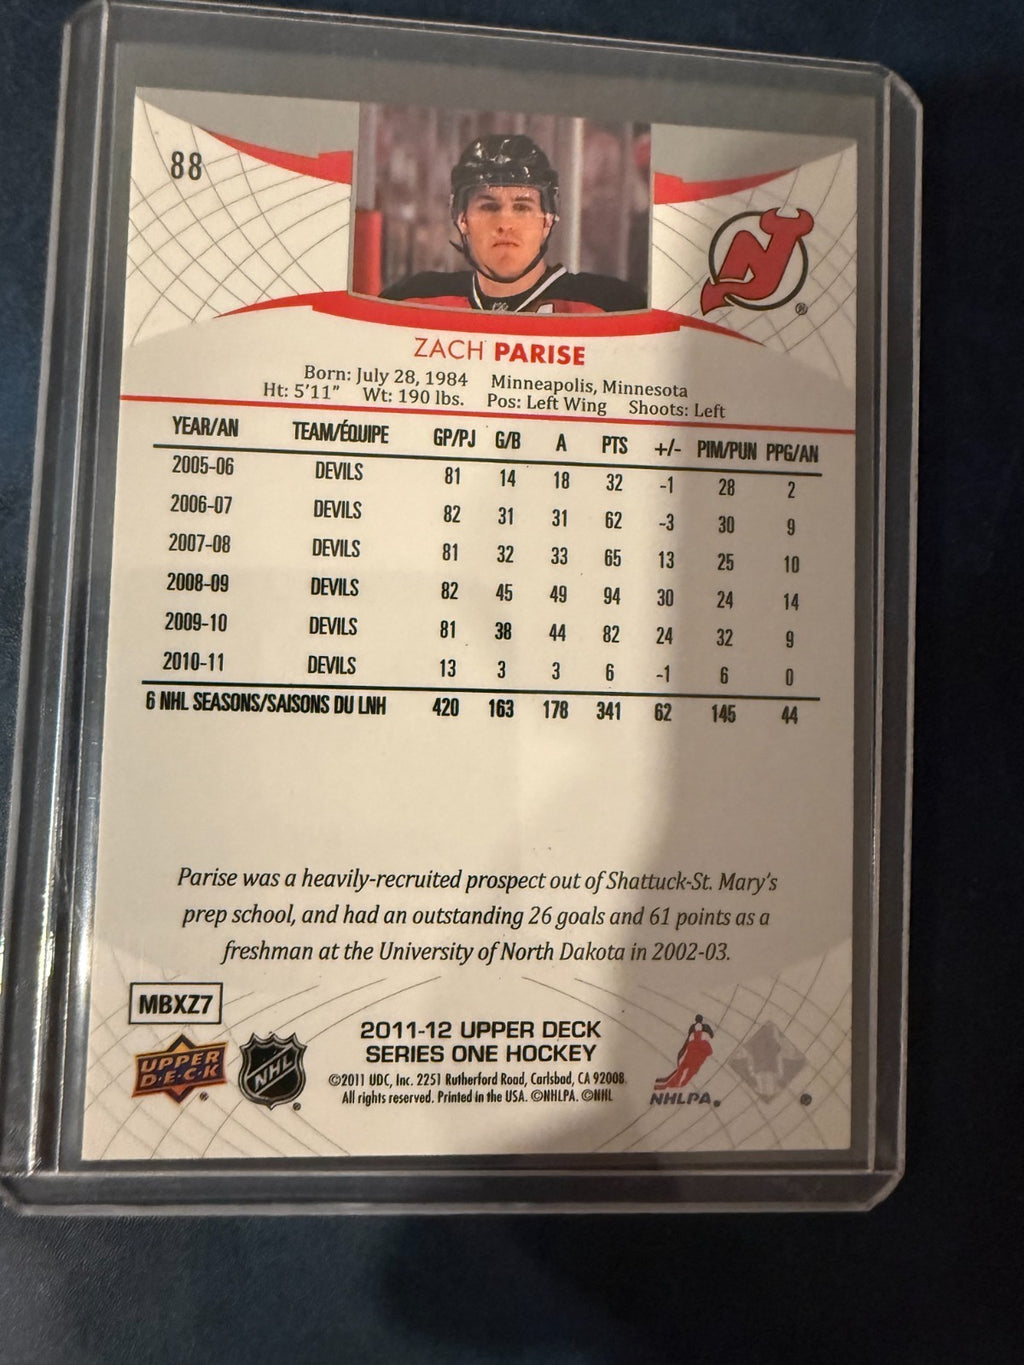 88
ZACH PARISE
Born: July 28, 1984 Minneapolis, Minnesota
Ht: 5'11" Wt: 190 lbs. Pos: Left Wing Shoots: Left
YEAR/AN TEAM/ÉQUIPE GP/PJ G/B A PTS +/- PIM/PUN PPG/AN
2005-06 DEVILS 81 14 18 32 -1 28 2
2006-07 DEVILS 82 31 31 62 -3 30 9
2007-08 DEVILS 81 32 33 65 13 25 10
2008-09 DEVILS 82 45 49 94 30 24 14
2009-10 DEVILS 81 38 44 82 24 32 9
2010-11 DEVILS 13 3 3 6 -1 6 0
6 NHL SEASONS/SAISONS DU LNH 420 163 178 341 62 145 44
Parise was a heavily-recruited prospect out of Shattuck-St. Mary's
prep school, and had an outstanding 26 goals and 61 points as a
freshman at the University of North Dakota in 2002-03.
MBXZ7
UPPER
D·E·C·K
NHL
2011-12 UPPER DECK
SERIES ONE HOCKEY
©2011 UDC, Inc. 2251 Rutherford Road, Carlsbad, CA 92008.
All rights reserved. Printed in the USA. ©NHLPA. ©NHL
NHLPA.